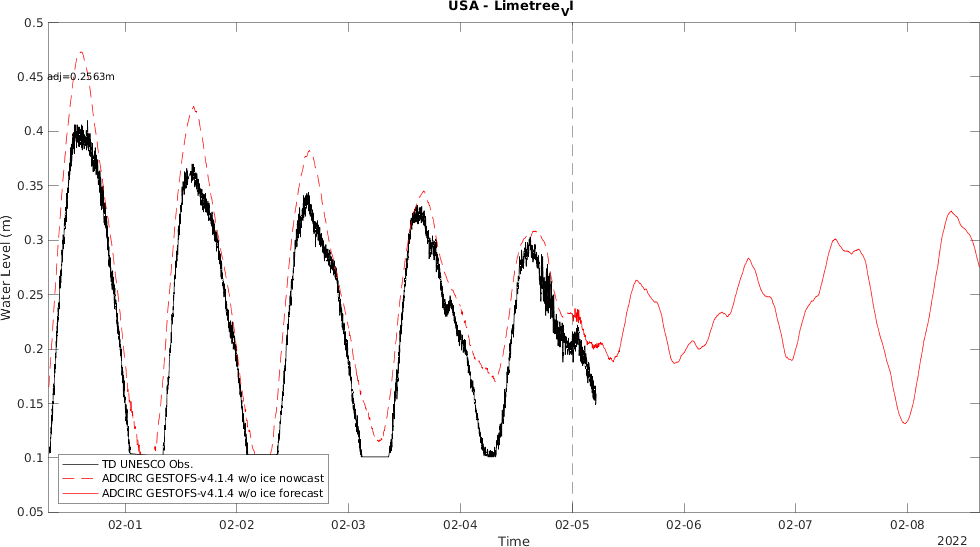 USA - Limetree_VI
0.5
0.45
adj=0.2563m
0.4
0.35
0.3
0.25
0.2
0.15
0.1
0.05
Water Level (m)
TD UNESCO Obs.
ADCIRC GESTOFS-v4.1.4 w/o ice nowcast
ADCIRC GESTOFS-v4.1.4 w/o ice forecast
02-01 02-02 02-03 02-04 02-05 02-06 02-07 02-08
Time
2022